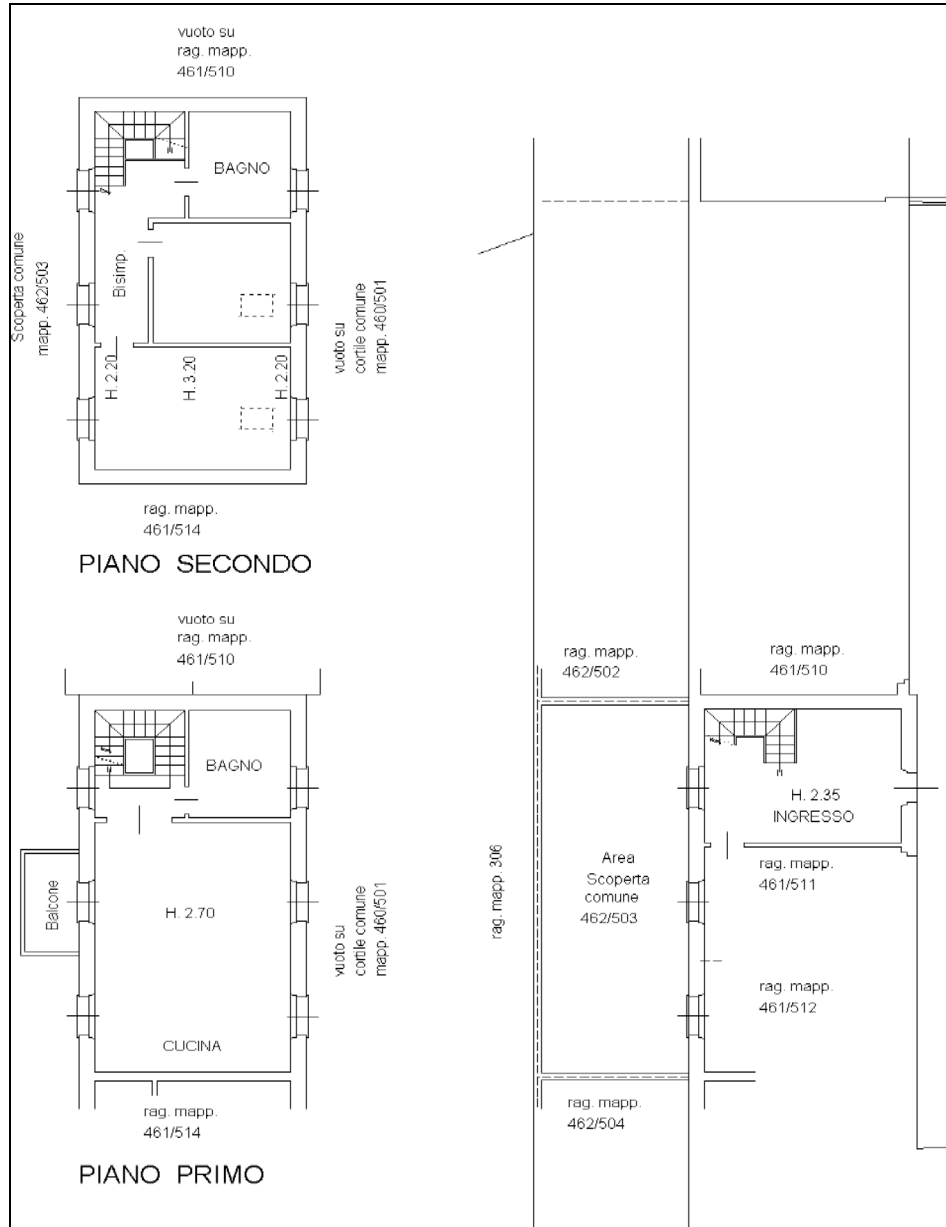 vuoto su
rag. mapp.
461/510
BAGNO
Scoperta comune
mapp. 462/503
Bisimp.
vuoto su
cortile comune
mapp. 460/501
H. 2.20
H. 3.20
H. 2.20
rag. mapp.
461/514
PIANO SECONDO
vuoto su
rag. mapp.
461/510
BAGNO
Balcone
H. 2.70
vuoto su
cortile comune
mapp. 460/501
CUCINA
rag. mapp.
461/514
PIANO PRIMO
rag. mapp.
462/502
rag. mapp.
461/510
H. 2.35
INGRESSO
rag. mapp. 306
Area
Scoperta
comune
462/503
rag. mapp.
461/511
rag. mapp.
461/512
rag. mapp.
462/504